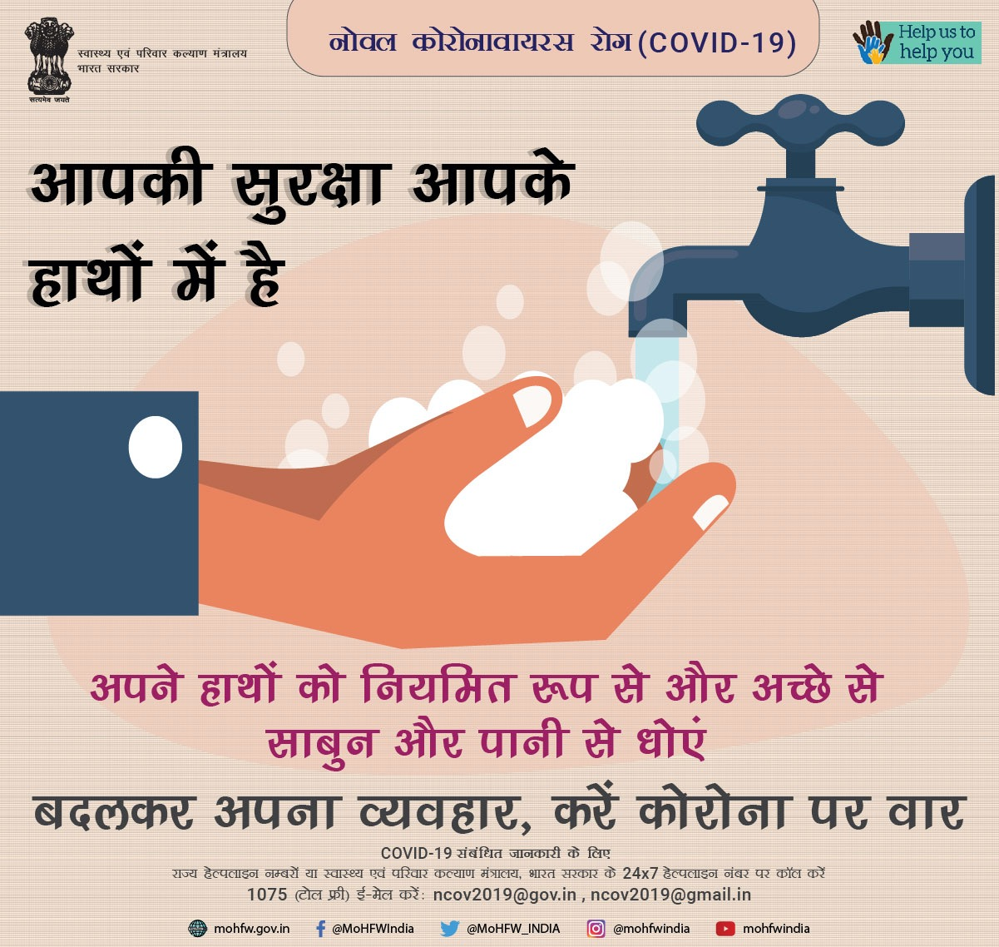 नोवल कोरोनावायरस रोग (COVID-19)
स्वास्थ्य एवं परिवार कल्याण मंत्रालय
भारत सरकार
सत्यमेव जयते
Help us to
help you
आपकी सुरक्षा आपके
हाथों में है
अपने हाथों को नियमित रूप से और अच्छे से
साबुन और पानी से धोएं
बदलकर अपना व्यवहार, करें कोरोना पर वार
COVID-19 संबंधित जानकारी के लिए
राज्य हेल्पलाइन नम्बरों या स्वास्थ्य एवं परिवार कल्याण मंत्रालय, भारत सरकार के 24x7 हेल्पलाइन नंबर पर कॉल करें
1075 (टोल फ्री) ई-मेल करें: ncov2019@gov.in , ncov2019@gmail.in
mohfw.gov.in @MoHFWIndia @MoHFW_INDIA @mohfwindia mohfwindia